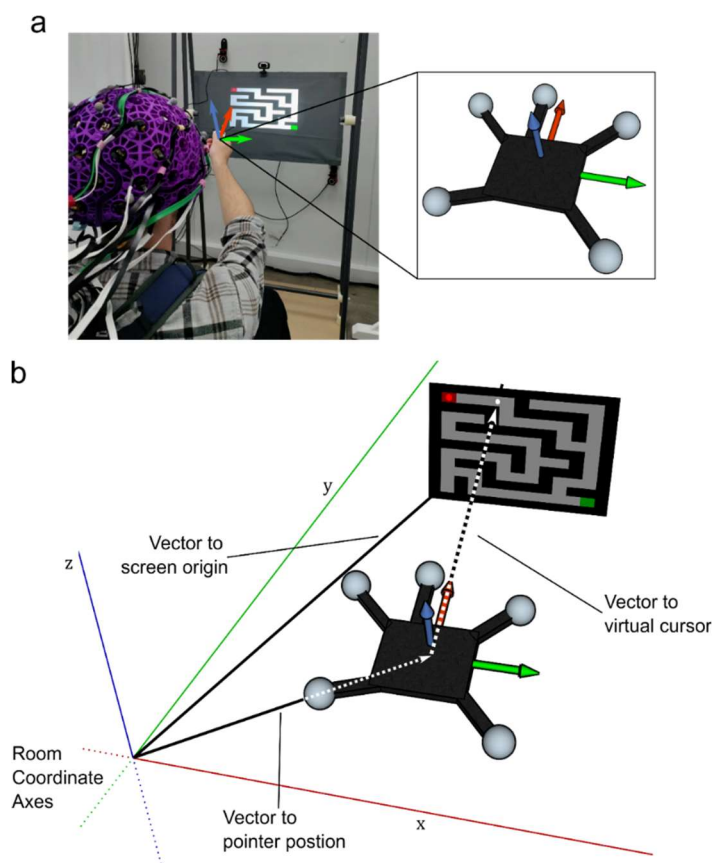 a
b
y
z
Vector to
screen origin
Vector to
virtual cursor
Room
Coordinate
Axes
Vector to
pointer postion
x